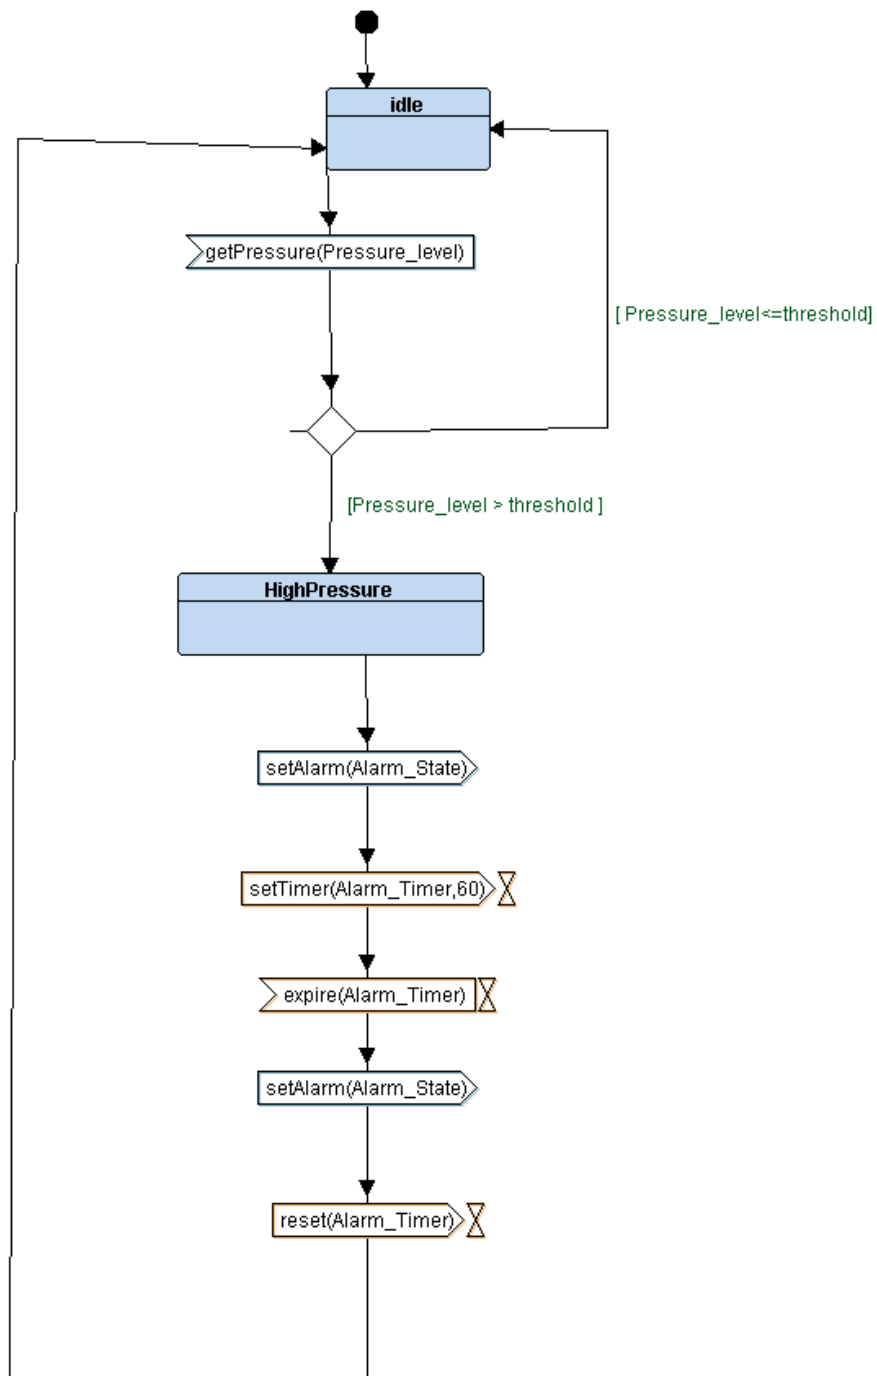 idle
getPressure(Pressure_level)
[ Pressure_level<=threshold]
[Pressure_level > threshold ]
HighPressure
setAlarm(Alarm_State)
setTimer(Alarm_Timer,60)
expire(Alarm_Timer)
setAlarm(Alarm_State)
reset(Alarm_Timer)